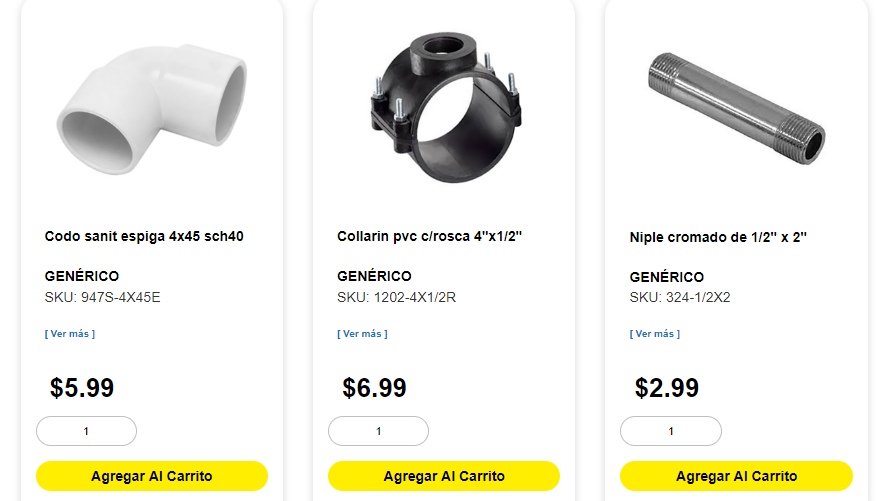 Codo sanit espiga 4x45 sch40
GENÉRICO
SKU: 947S-4X45E
[ Ver más ]
$5.99
1
Agregar Al Carrito
Collarin pvc c/rosca 4"x1/2"
GENÉRICO
SKU: 1202-4X1/2R
[ Ver más ]
$6.99
1
Agregar Al Carrito
Niple cromado de 1/2" x 2"
GENÉRICO
SKU: 324-1/2X2
[ Ver más ]
$2.99
1
Agregar Al Carrito